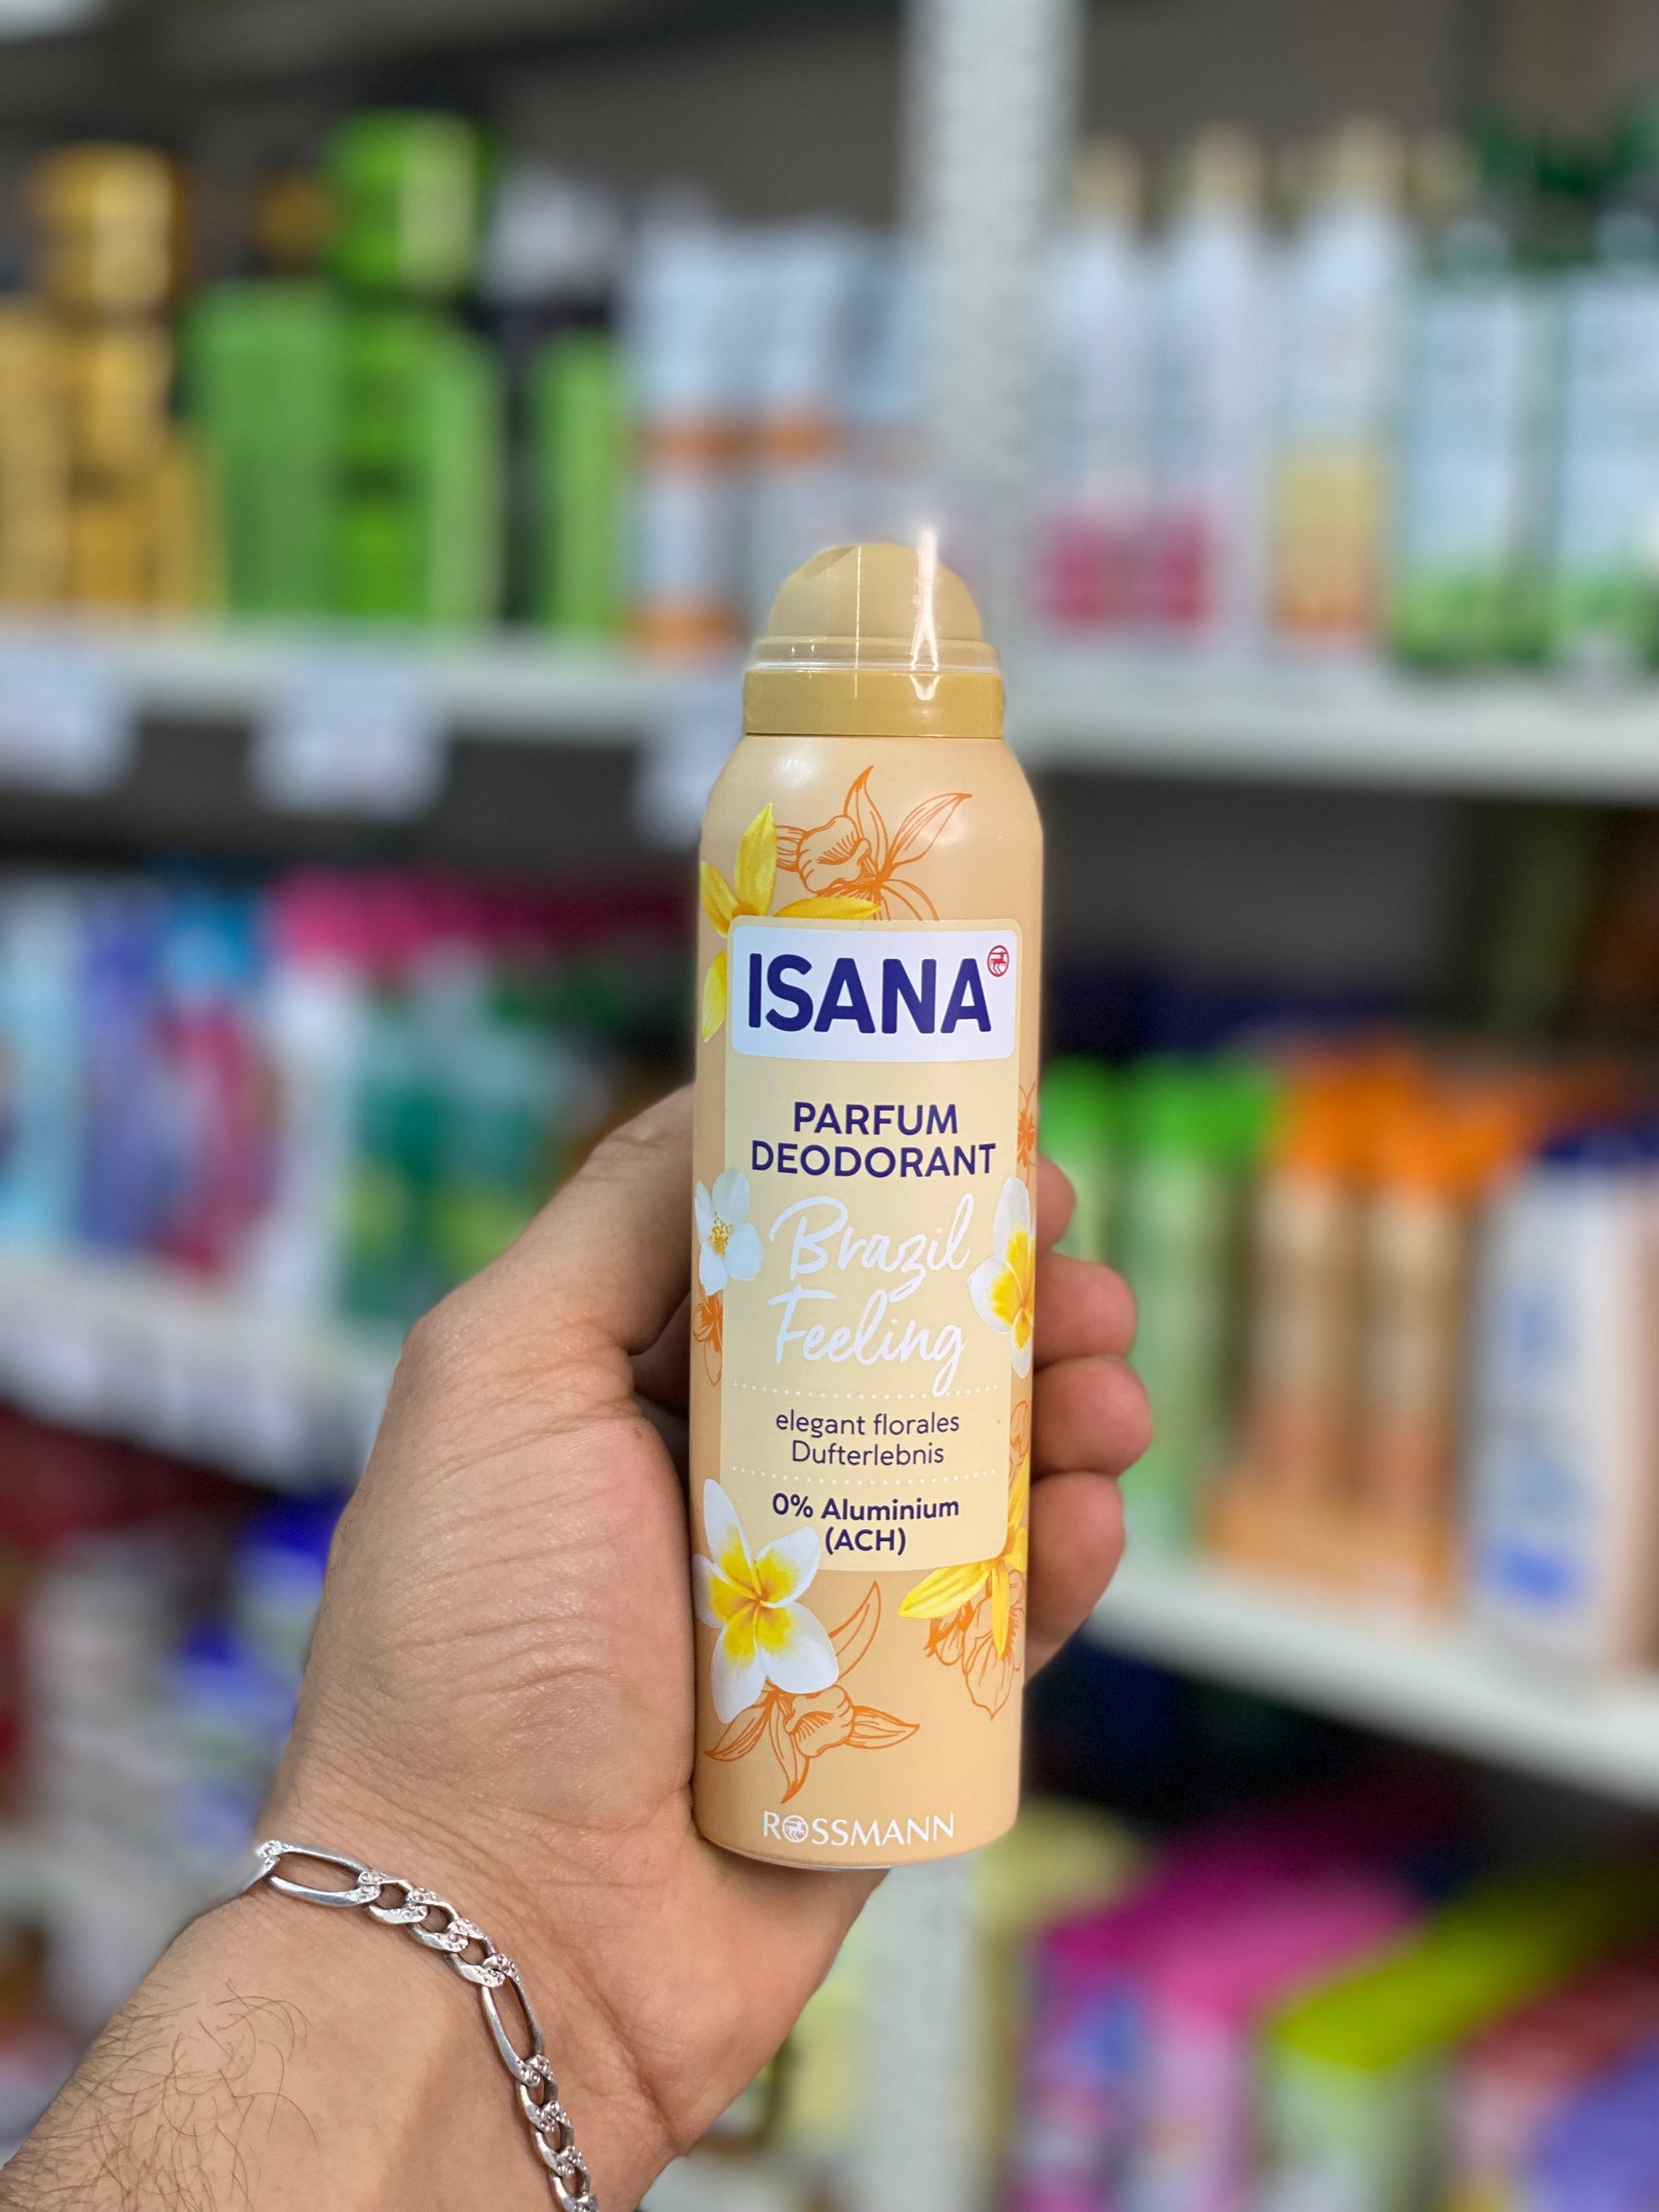 ISANA
PARFUM
DEODORANT
Brazil
Feeling
elegant florales
Dufterlebnis
0% Aluminium
(ACH)
ROSSMANN